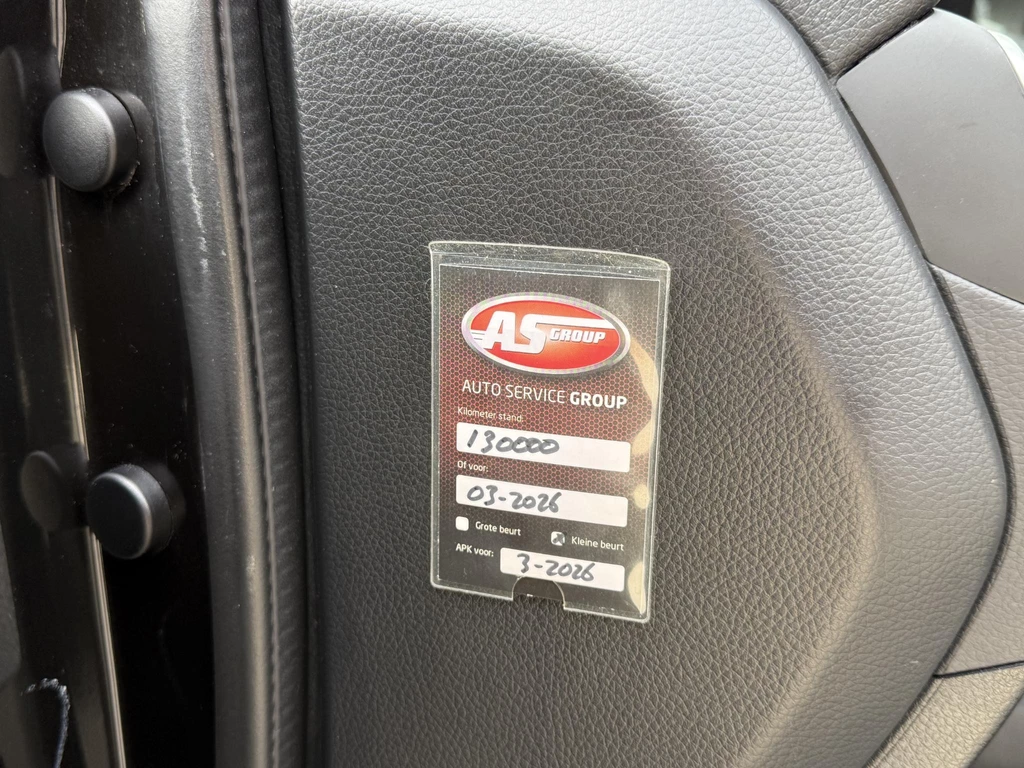 AS GROUP
AUTO SERVICE GROUP
Kilometer stand:
130000
Of voor:
03-2026
Grote beurt Kleine beurt
APK voor: 3-2026